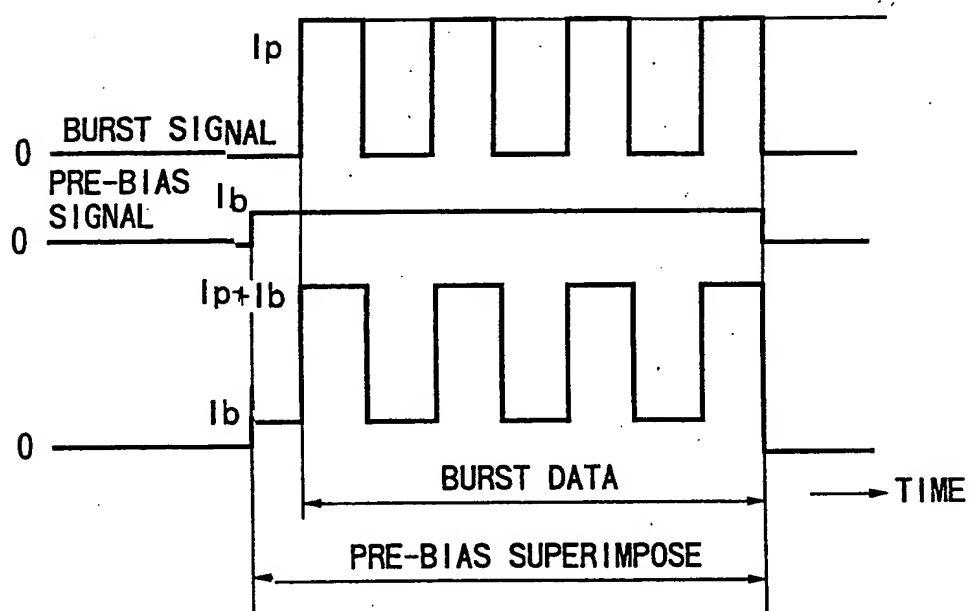 Ip
0 BURST SIGNAL
PRE-BIAS
SIGNAL
Ib
0
Ip+Ib
Ib
0
BURST DATA
TIME
PRE-BIAS SUPERIMPOSE